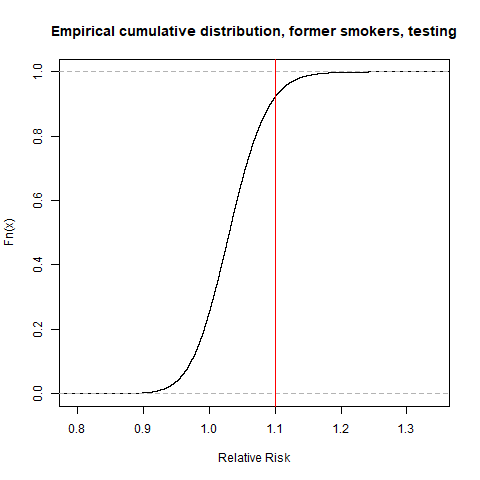 Empirical cumulative distribution, former smokers, testing
Fn(x)
1.0
0.8
0.6
0.4
0.2
0.0
0.8 0.9 1.0 1.1 1.2 1.3
Relative Risk